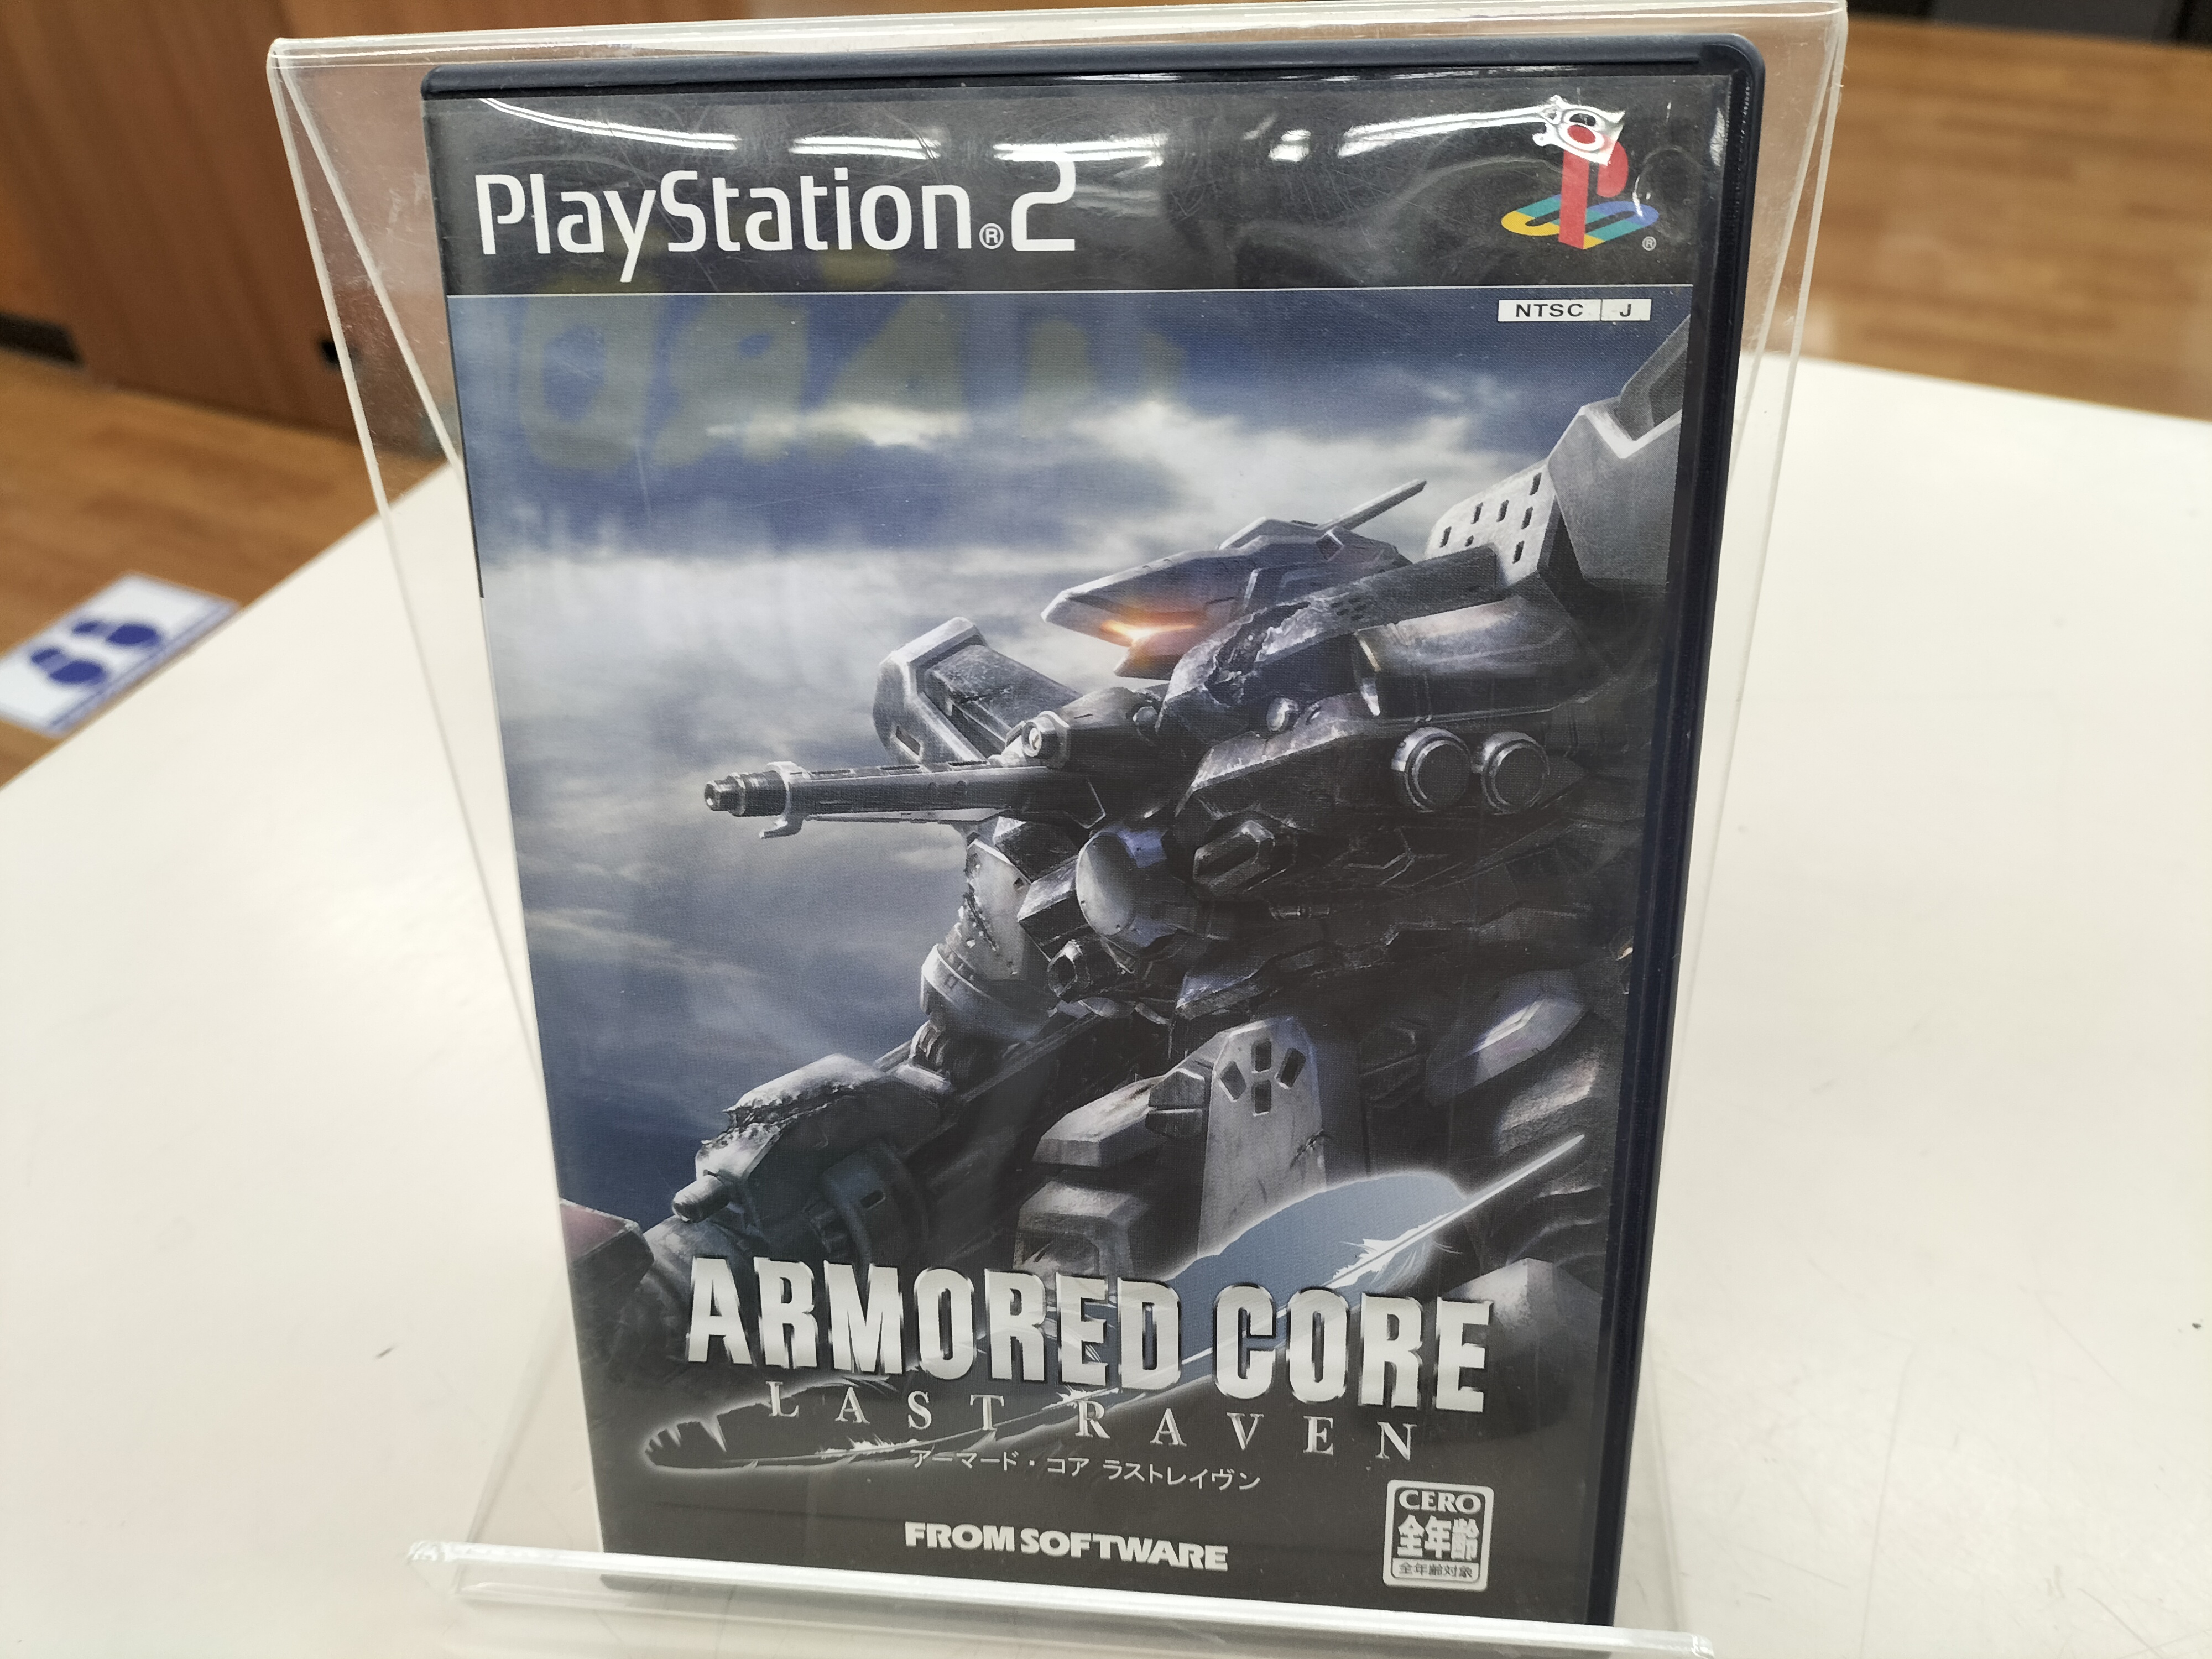 PlayStation®2
®
NTSC J
ARMORED CORE
LAST RAVEN
アーマード・コア ラストレイヴン
FROM SOFTWARE
CERO
全年齢
全年齢対象